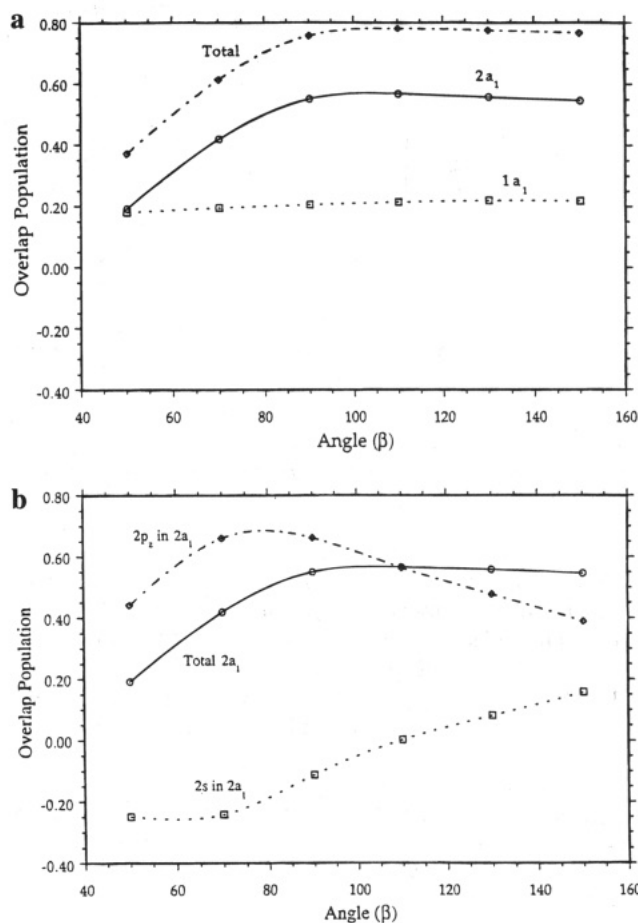 a
0.80
Total
0.60
2a₁
0.40
Overlap Population
0.20
1a₁
0.00
-0.20
-0.40
40 60 80 100 120 140 160
Angle (β)
b
0.80
2p_z in 2a₁
0.60
0.40
Overlap Population
0.20
Total 2a₁
0.00
2s in 2a₁
-0.20
-0.40
40 60 80 100 120 140 160
Angle (β)